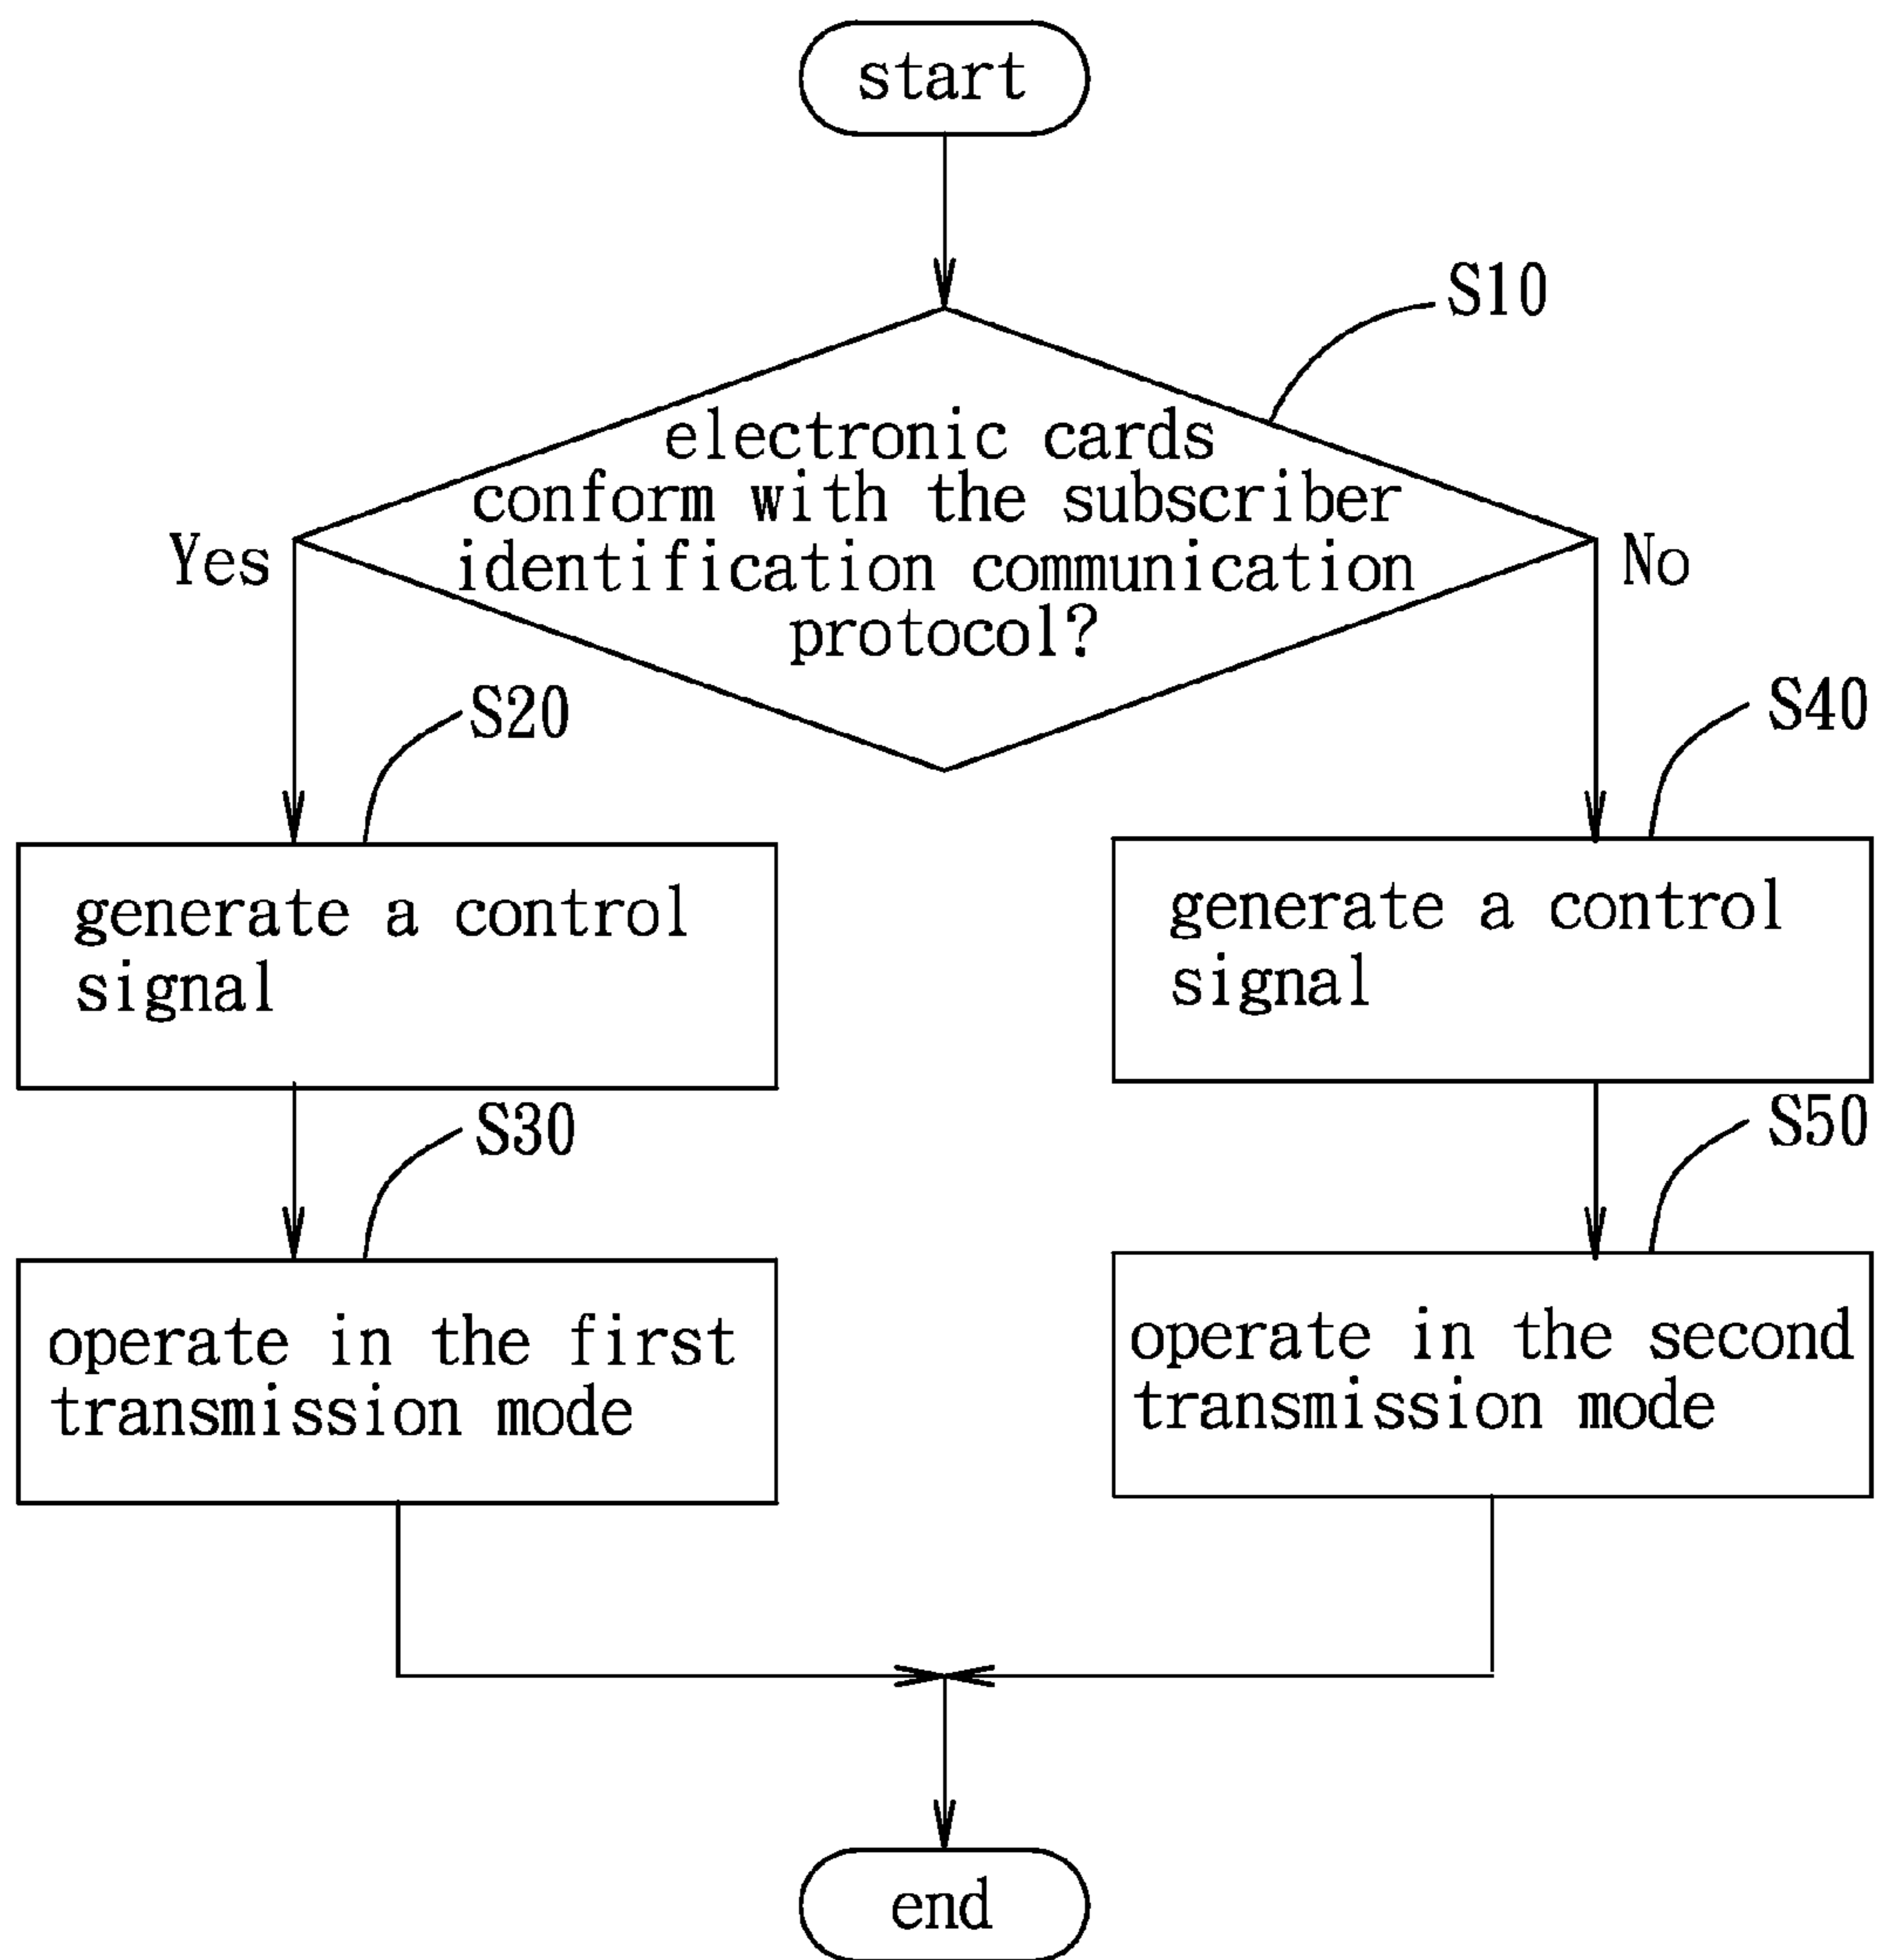 start
S10
electronic cards
conform with the subscriber
identification communication
protocol?
Yes
No
S20
S40
generate a control
signal
generate a control
signal
S30
S50
operate in the first
transmission mode
operate in the second
transmission mode
end